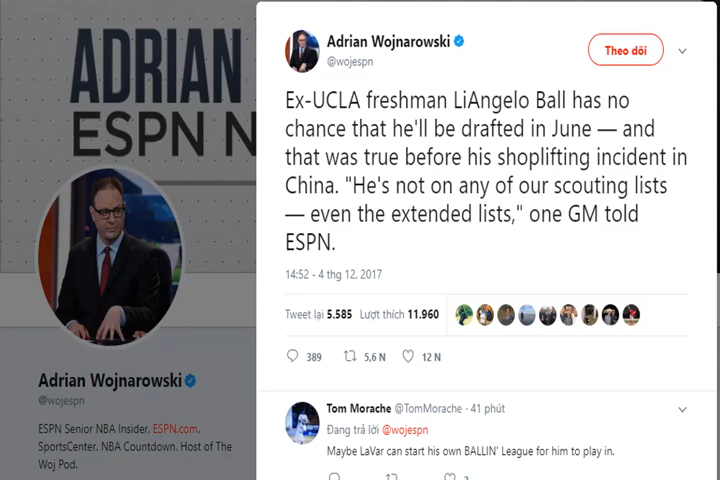 ADRIAN
ESPN N
Adrian Wojnarowski
@wojespn
ESPN Senior NBA Insider. ESPN.com.
SportsCenter. NBA Countdown. Host of The
Woj Pod.
Adrian Wojnarowski
@wojespn
Theo dõi
Ex-UCLA freshman LiAngelo Ball has no
chance that he'll be drafted in June — and
that was true before his shoplifting incident in
China. "He's not on any of our scouting lists
— even the extended lists," one GM told
ESPN.
14:52 - 4 thg 12, 2017
Tweet lại 5.585 Lượt thích 11.960
389 5,6 N 12 N
Tom Morache @TomMorache · 41 phút
Đang trả lời @wojespn
Maybe LaVar can start his own BALLIN' League for him to play in.